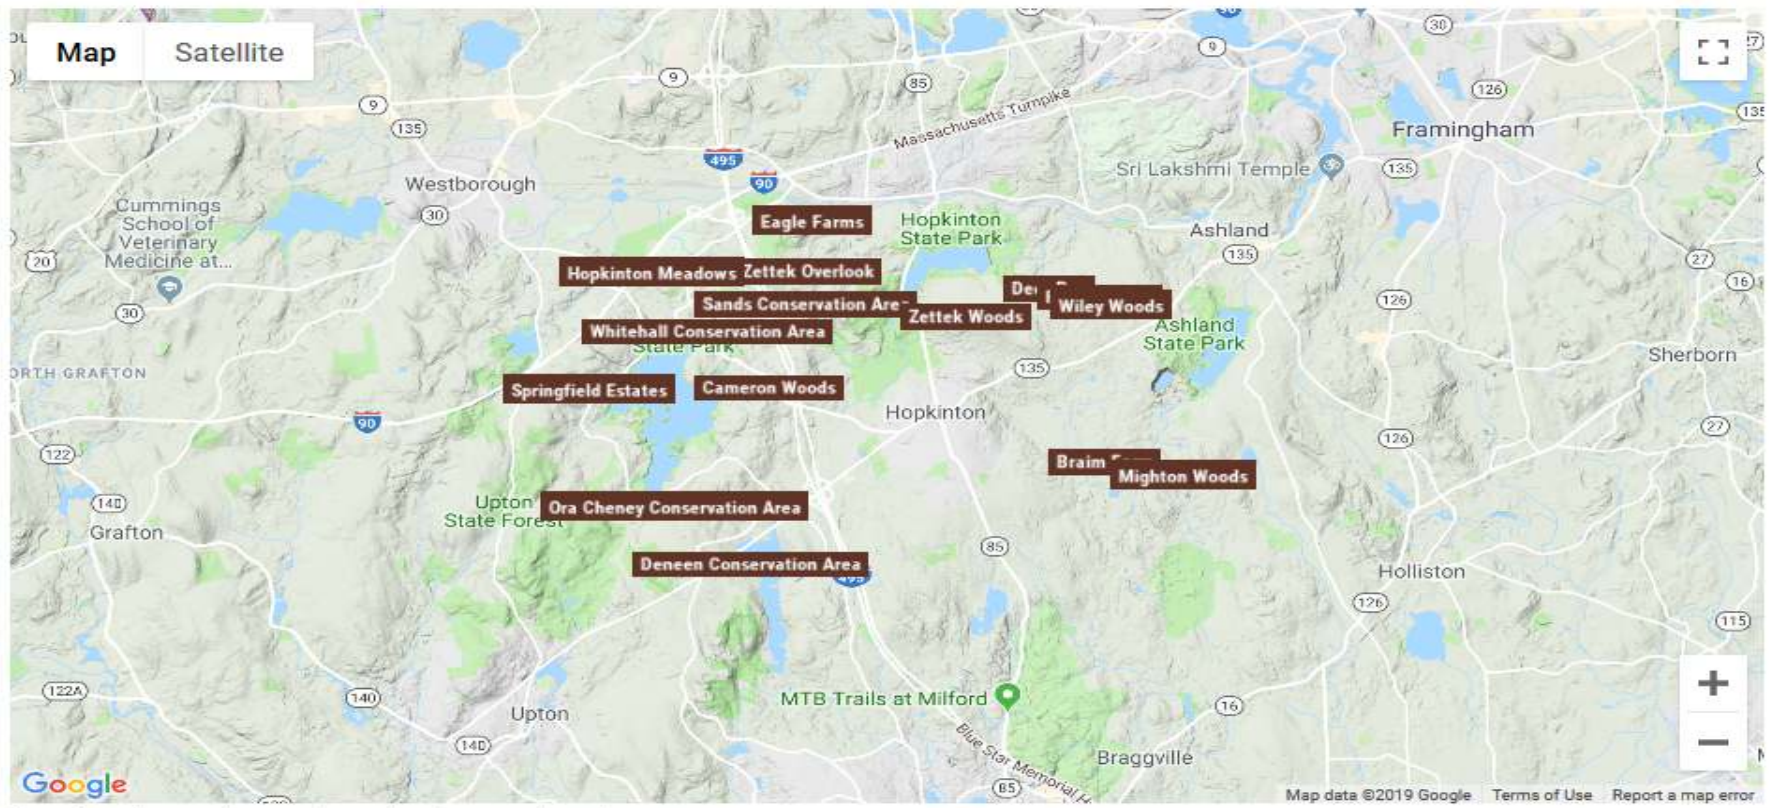 Map
Satellite
30
9
27
9
85
126
9
135
135
Massachusetts Turnpike
Framingham
495
90
Sri Lakshmi Temple
135
Westborough
30
Cummings
School of
Veterinary
Medicine at...
Eagle Farms
Hopkinton
State Park
Ashland
135
20
27
16
Hopkinton Meadows
Zettek Overlook
30
126
Sands Conservation Are
Zettek Woods
Wiley Woods
Whitehall Conservation Area
State Park
Ashland
State Park
Sherborn
ORTH GRAFTON
135
Springfield Estates
Cameron Woods
Hopkinton
90
27
126
122
Braim
Mighton Woods
140
Upton
State Forest
Ora Cheney Conservation Area
Grafton
85
Deneen Conservation Area
495
Holliston
126
115
122A
140
MTB Trails at Milford
16
Upton
140
Blue Star Memorial H
Braggville
85
Google
Map data ©2019 Google
Terms of Use
Report a map error